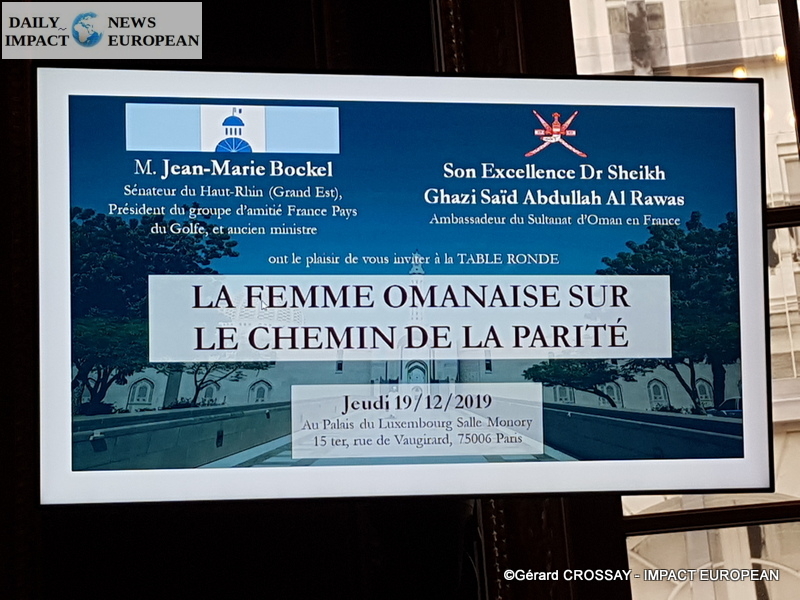 DAILY NEWS
IMPACT EUROPEAN
M. Jean-Marie Bockel
Sénateur du Haut-Rhin (Grand Est),
Président du groupe d'amitié France Pays
du Golfe, et ancien ministre
Son Excellence Dr Sheikh
Ghazi Saïd Abdullah Al Rawas
Ambassadeur du Sultanat d'Oman en France
ont le plaisir de vous inviter à la TABLE RONDE
LA FEMME OMANAISE SUR
LE CHEMIN DE LA PARITÉ
Jeudi 19/12/2019
Au Palais du Luxembourg Salle Monory
15 ter, rue de Vaugirard, 75006 Paris
©Gérard CROSSAY - IMPACT EUROPEAN